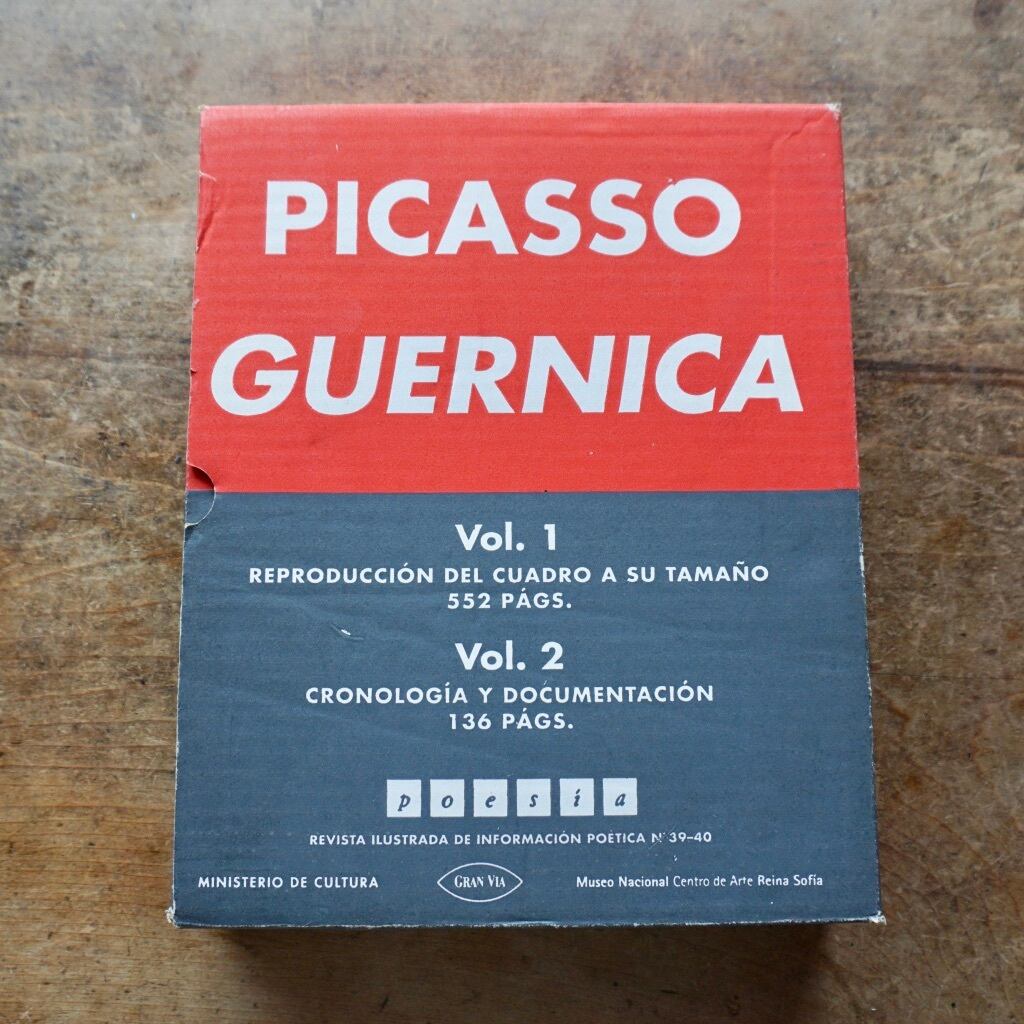 PICASSO
GUERNICA
Vol. 1
REPRODUCCIÓN DEL CUADRO A SU TAMAÑO
552 PÁGS.
Vol. 2
CRONOLOGÍA Y DOCUMENTACIÓN
136 PÁGS.
poesía
REVISTA ILUSTRADA DE INFORMACIÓN POÉTICA Nº 39-40
MINISTERIO DE CULTURA GRAN VIA Museo Nacional Centro de Arte Reina Sofía